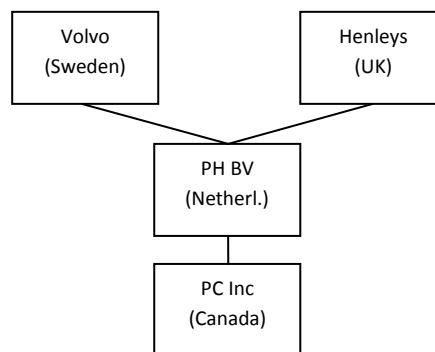 Volvo
(Sweden)
Henleys
(UK)
PH BV
(Netherl.)
PC Inc
(Canada)